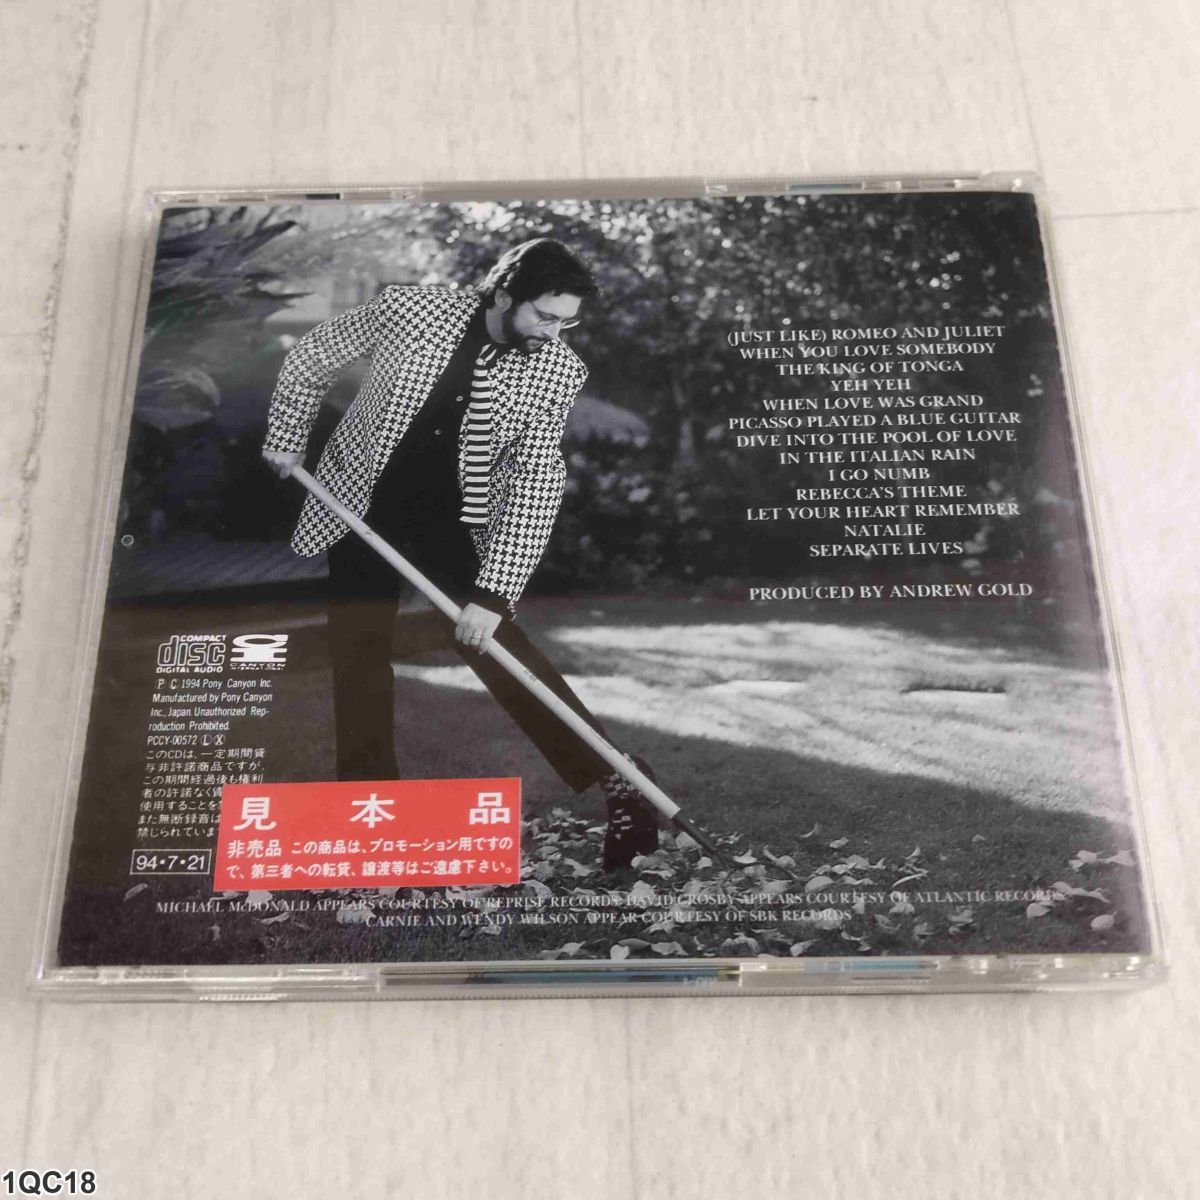 (JUST LIKE) ROMEO AND JULIET
WHEN YOU LOVE SOMEBODY
THE KING OF TONGA
YEH YEH
WHEN LOVE WAS GRAND
PICASSO PLAYED A BLUE GUITAR
DIVE INTO THE POOL OF LOVE
IN THE ITALIAN RAIN
I GO NUMB
REBECCA'S THEME
LET YOUR HEART REMEMBER
NATALIE
SEPARATE LIVES
PRODUCED BY ANDREW GOLD
COMPACT
disc
DIGITAL AUDIO
CANYON
INTERNATIONAL
P C 1994 Pony Canyon Inc.
Manufactured by Pony Canyon
Inc., Japan. Unauthorized Rep-
roduction Prohibited.
PCCY-00572 L X
このCDは、一定期間貸
与非許諾商品ですが、
この期間経過後も権利
者の許諾なく賃
使用することを
また無断録音は
禁じられていま
94・7・21
見本品
非売品 この商品は、プロモーション用ですの
で、第三者への転貸、譲渡等はご遠慮下さい。
MICHAEL McDONALD APPEARS COURTESY OF REPRISE RECORDS; DAVID CROSBY APPEARS COURTESY OF ATLANTIC RECORDS;
CARNIE AND WENDY WILSON APPEAR COURTESY OF SBK RECORDS
1QC18